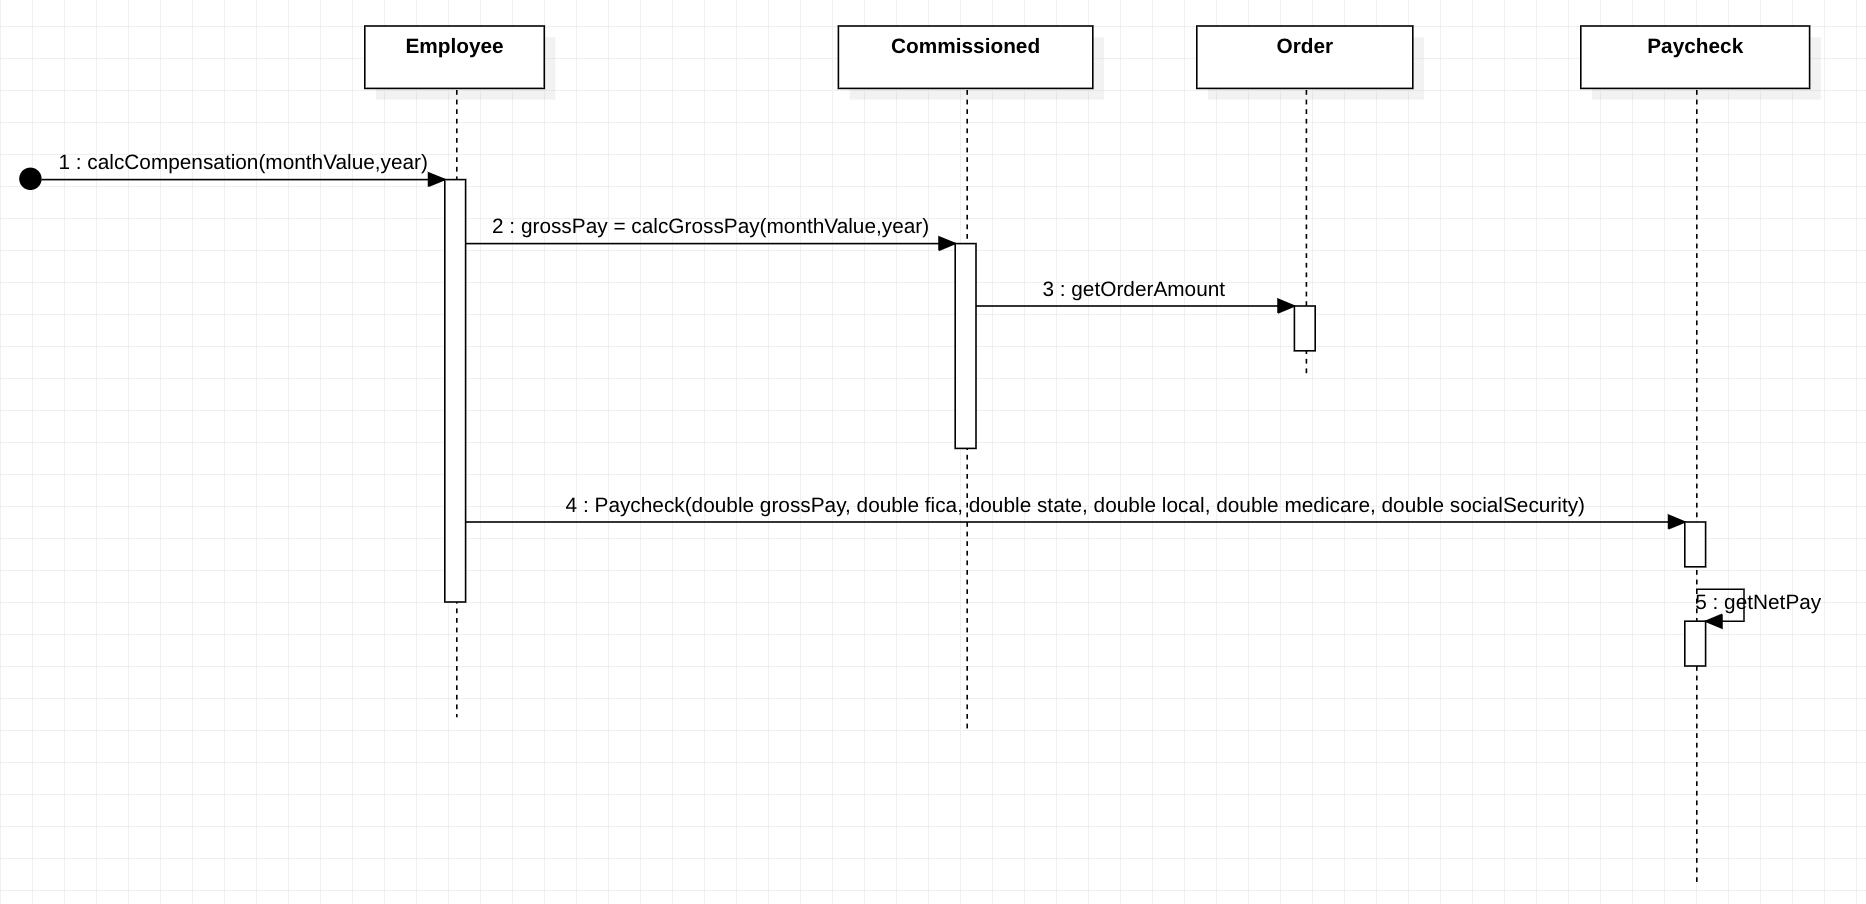 Employee
Commissioned
Order
Paycheck
1 : calcCompensation(monthValue,year)
2 : grossPay = calcGrossPay(monthValue,year)
3 : getOrderAmount
4 : Paycheck(double grossPay, double fica, double state, double local, double medicare, double socialSecurity)
5 : getNetPay